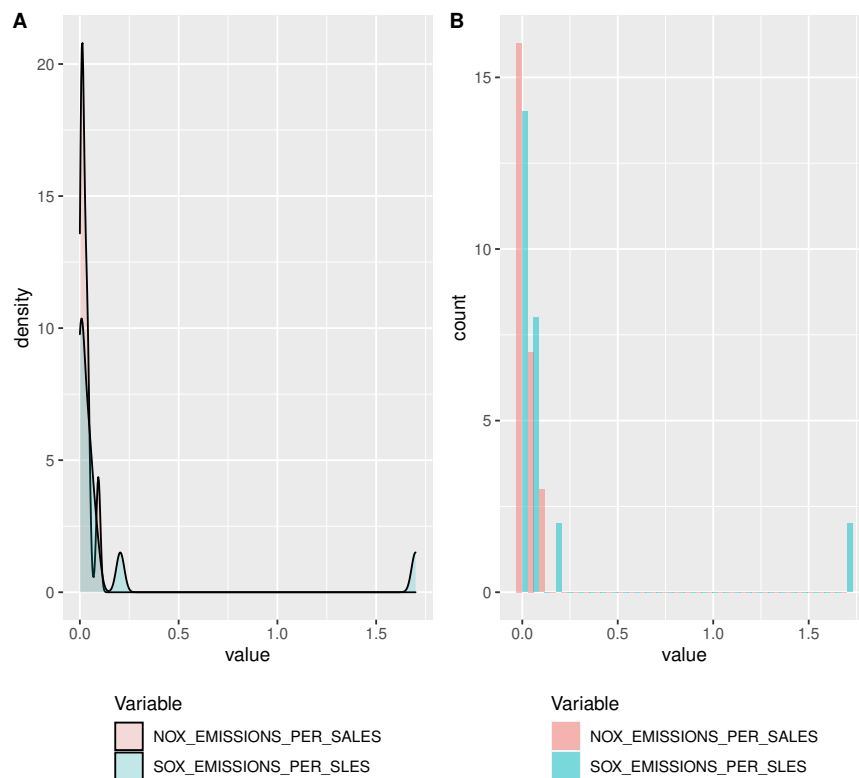 A
B
20
15
10
5
0
density
0.0
0.5
1.0
1.5
value
15
10
5
0
count
0.0
0.5
1.0
1.5
value
Variable
NOX_EMISSIONS_PER_SALES
SOX_EMISSIONS_PER_SLES
Variable
NOX_EMISSIONS_PER_SALES
SOX_EMISSIONS_PER_SLES